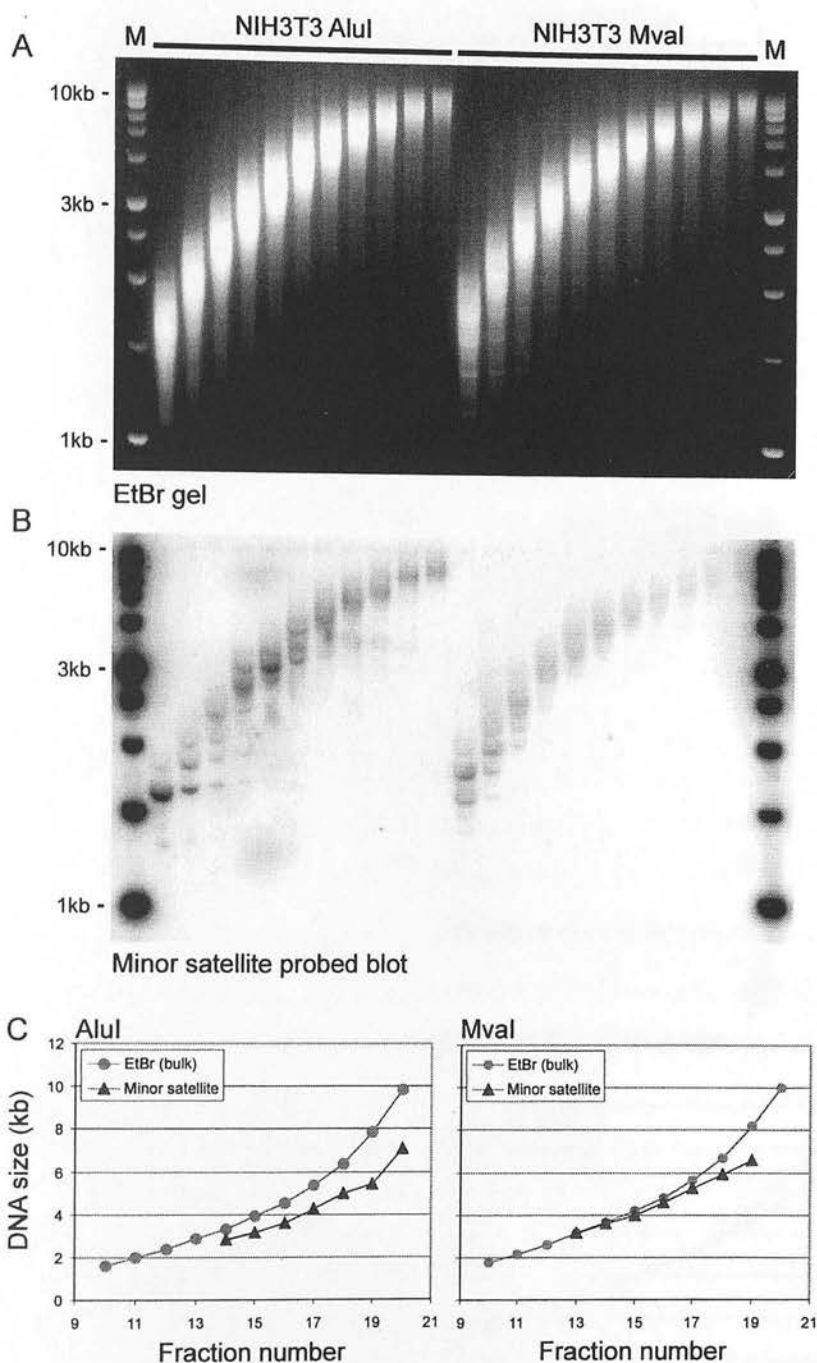 A
M
NIH3T3 AluI
NIH3T3 MvaI
M
10kb -
3kb -
1kb -
EtBr gel
B
10kb -
3kb -
1kb -
Minor satellite probed blot
C
AluI
MvaI
DNA size (kb)
12
10
8
6
4
2
0
EtBr (bulk)
Minor satellite
9 11 13 15 17 19 21
Fraction number
EtBr (bulk)
Minor satellite
9 11 13 15 17 19 21
Fraction number